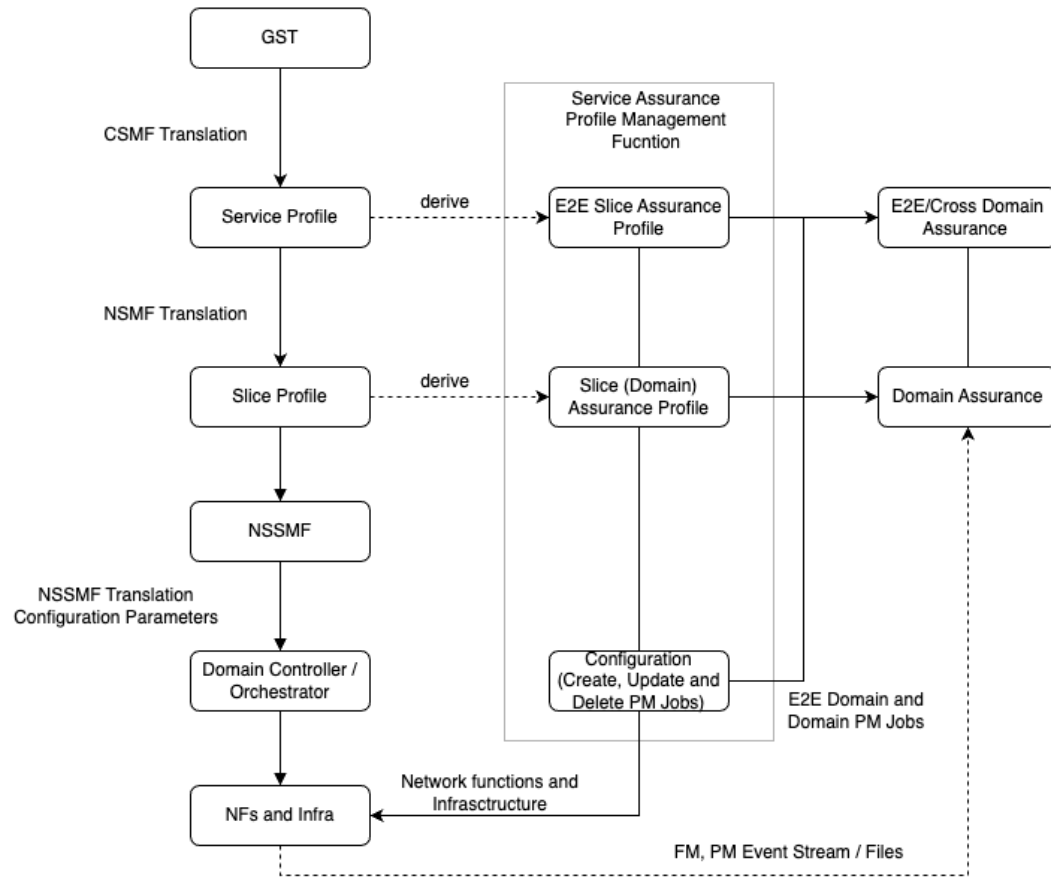 GST
Service Assurance
Profile Management
Fucntion
CSMF Translation
Service Profile
derive
E2E Slice Assurance
Profile
E2E/Cross Domain
Assurance
NSMF Translation
Slice Profile
derive
Slice (Domain)
Assurance Profile
Domain Assurance
NSSMF
NSSMF Translation
Configuration Parameters
Domain Controller /
Orchestrator
Configuration
(Create, Update and
Delete PM Jobs)
E2E Domain and
Domain PM Jobs
Network functions and
Infrasctructure
NFs and Infra
FM, PM Event Stream / Files